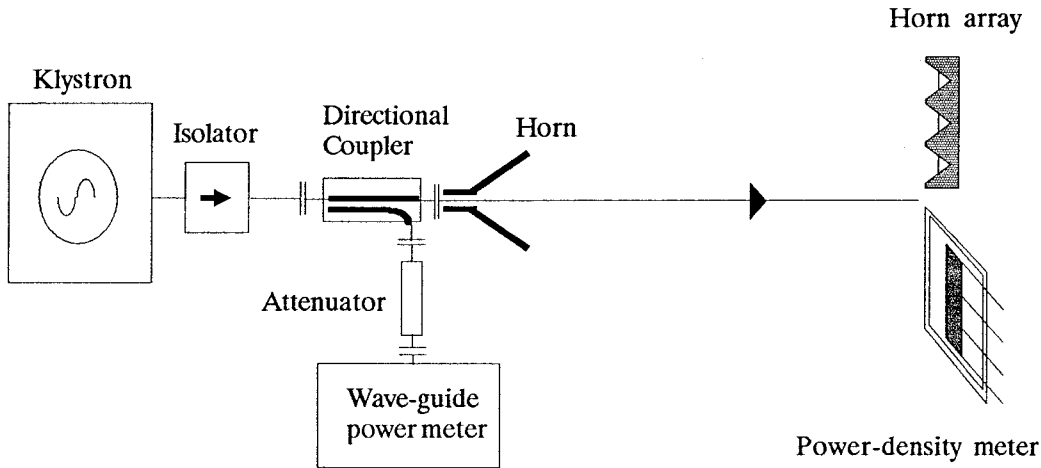 Horn array
Klystron
Directional
Coupler
Isolator
Horn
Attenuator
Wave-guide
power meter
Power-density meter